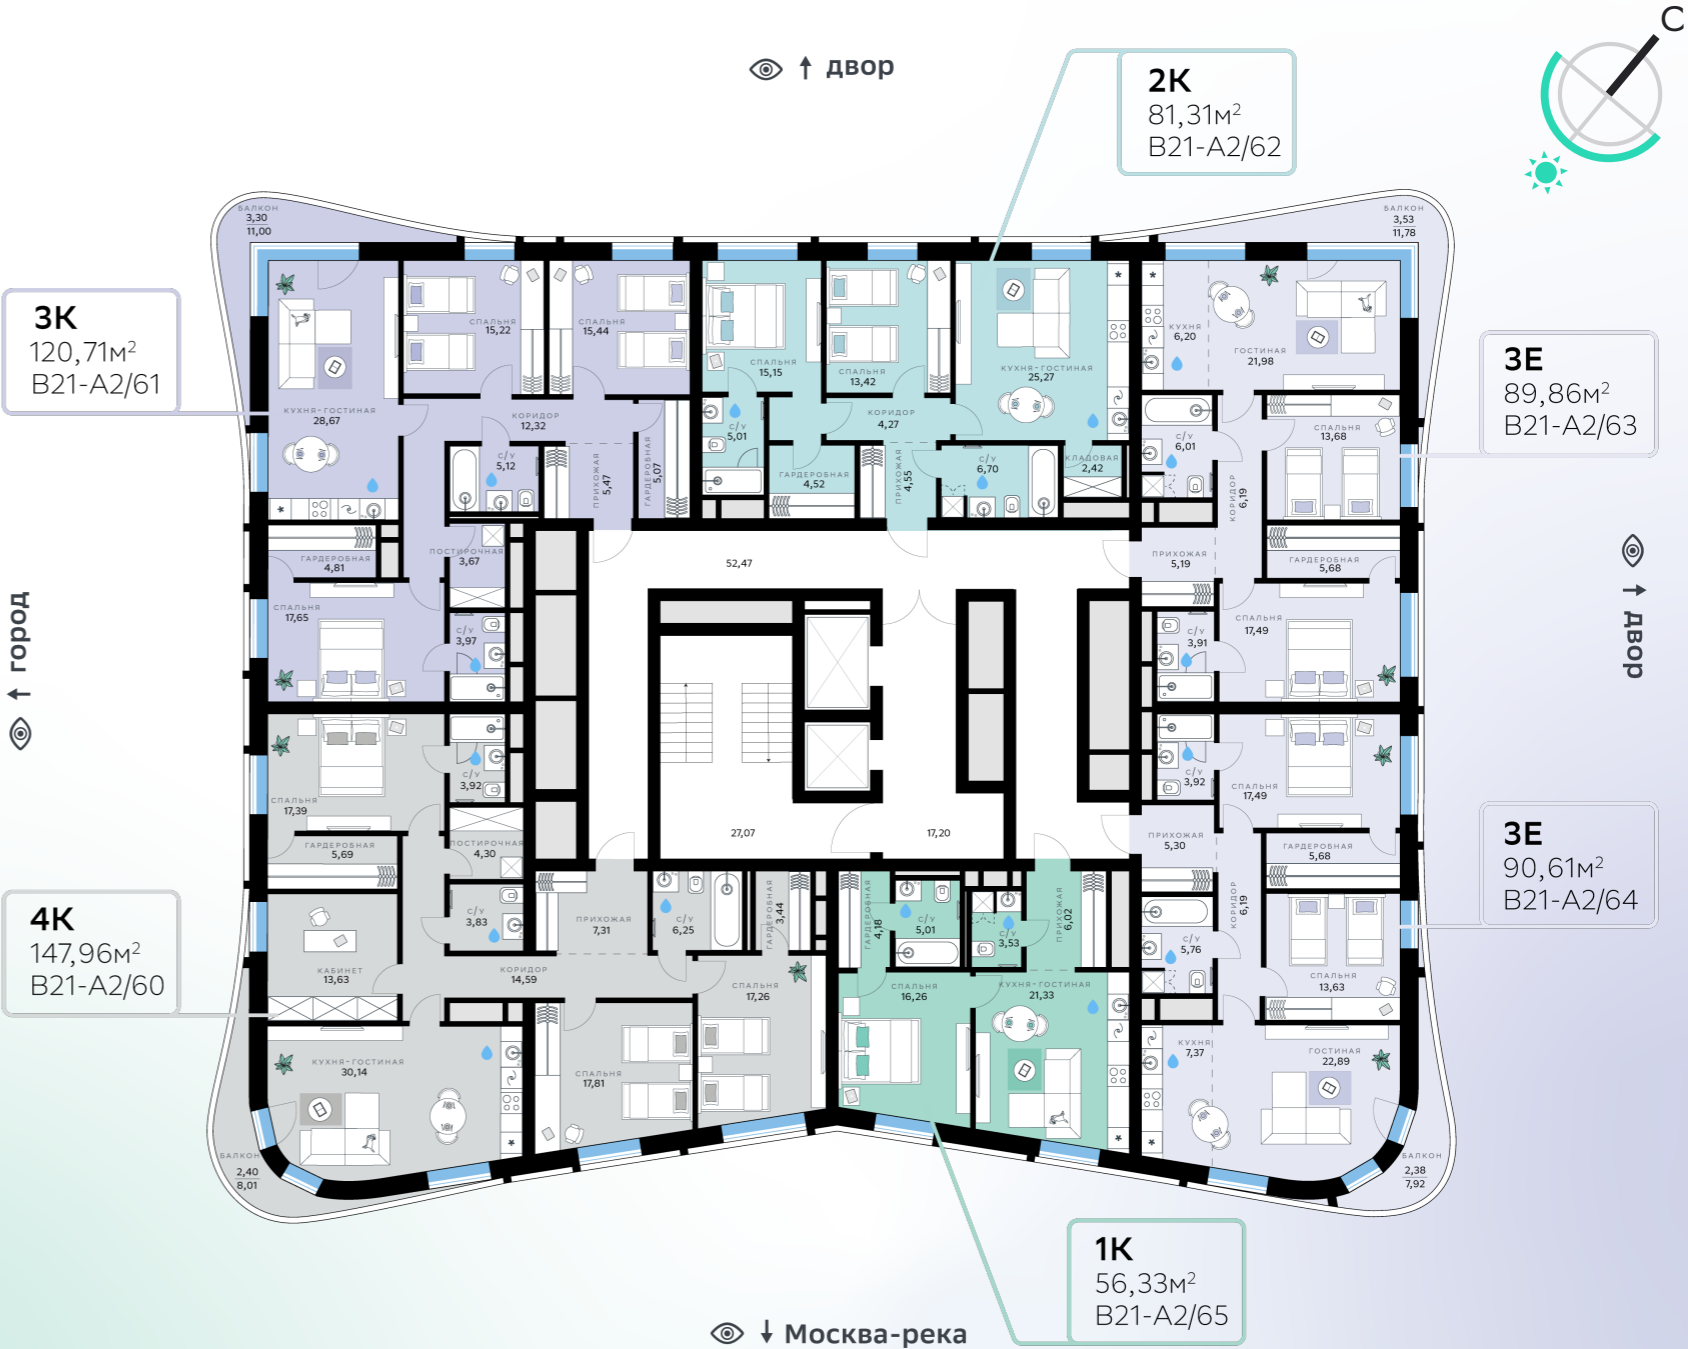 С
двор
2К
81,31м²
В21-А2/62
БАЛКОН
3,30
11,00
БАЛКОН
3,53
11,78
3К
120,71м²
В21-А2/61
3Е
89,86м²
В21-А2/63
КУХНЯ-ГОСТИНАЯ
28,67
СПАЛЬНЯ
15,22
СПАЛЬНЯ
15,44
КОРИДОР
12,32
С/У
5,12
ПРИХОЖАЯ
5,47
ГАРДЕРОБНАЯ
5,07
ГАРДЕРОБНАЯ
4,81
ПОСТИРОЧНАЯ
3,67
СПАЛЬНЯ
17,65
С/У
3,97
СПАЛЬНЯ
15,15
СПАЛЬНЯ
13,42
КУХНЯ-ГОСТИНАЯ
25,27
С/У
5,01
КОРИДОР
4,27
ГАРДЕРОБНАЯ
4,52
ПРИХОЖАЯ
4,55
С/У
6,70
КЛАДОВАЯ
2,42
КУХНЯ
6,20
ГОСТИНАЯ
21,98
С/У
6,01
СПАЛЬНЯ
13,68
КОРИДОР
6,19
ПРИХОЖАЯ
5,19
ГАРДЕРОБНАЯ
5,68
С/У
3,91
СПАЛЬНЯ
17,49
52,47
27,07
17,20
город
двор
СПАЛЬНЯ
17,39
С/У
3,92
ГАРДЕРОБНАЯ
5,69
ПОСТИРОЧНАЯ
4,30
С/У
3,83
КАБИНЕТ
13,63
КОРИДОР
14,59
ПРИХОЖАЯ
7,31
С/У
6,25
ГАРДЕРОБНАЯ
3,44
СПАЛЬНЯ
17,26
КУХНЯ-ГОСТИНАЯ
30,14
СПАЛЬНЯ
17,81
БАЛКОН
2,40
8,01
4К
147,96м²
В21-А2/60
ГАРДЕРОБНАЯ
4,18
С/У
5,01
С/У
3,53
ПРИХОЖАЯ
6,02
СПАЛЬНЯ
16,26
КУХНЯ-ГОСТИНАЯ
21,33
С/У
3,92
СПАЛЬНЯ
17,49
ПРИХОЖАЯ
5,30
ГАРДЕРОБНАЯ
5,68
КОРИДОР
6,19
С/У
5,76
СПАЛЬНЯ
13,63
КУХНЯ
7,37
ГОСТИНАЯ
22,89
БАЛКОН
2,38
7,92
3Е
90,61м²
В21-А2/64
1К
56,33м²
В21-А2/65
Москва-река